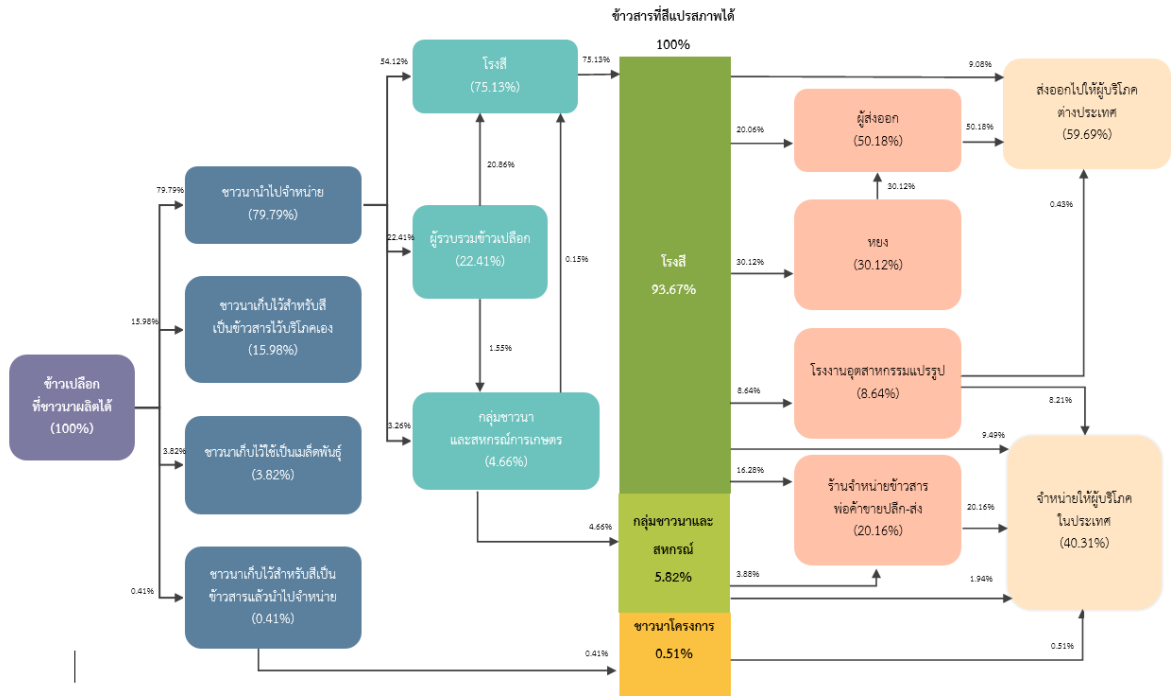 ข้าวสารที่สีแปรสภาพได้
100%
ข้าวเปลือก
ที่ชาวนาผลิตได้
(100%)
79.79%
15.98%
3.82%
0.41%
ชาวนานำไปจำหน่าย
(79.79%)
ชาวนาเก็บไว้สำหรับสี
เป็นข้าวสารไว้บริโภคเอง
(15.98%)
ชาวนาเก็บไว้ใช้เป็นเมล็ดพันธุ์
(3.82%)
ชาวนาเก็บไว้สำหรับสีเป็น
ข้าวสารแล้วนำไปจำหน่าย
(0.41%)
54.12%
22.41%
3.26%
โรงสี
(75.13%)
20.86%
ผู้รวบรวมข้าวเปลือก
(22.41%)
0.15%
1.55%
กลุ่มชาวนา
และสหกรณ์การเกษตร
(4.66%)
75.13%
4.66%
0.41%
โรงสี
93.67%
กลุ่มชาวนาและ
สหกรณ์
5.82%
ชาวนาโครงการ
0.51%
9.08%
20.06%
30.12%
8.64%
9.49%
16.28%
3.88%
1.94%
0.51%
ผู้ส่งออก
(50.18%)
50.18%
30.12%
หยง
(30.12%)
โรงงานอุตสาหกรรมแปรรูป
(8.64%)
0.43%
8.21%
ร้านจำหน่ายข้าวสาร
พ่อค้าขายปลีก-ส่ง
(20.16%)
20.16%
ส่งออกไปให้ผู้บริโภค
ต่างประเทศ
(59.69%)
จำหน่ายให้ผู้บริโภค
ในประเทศ
(40.31%)